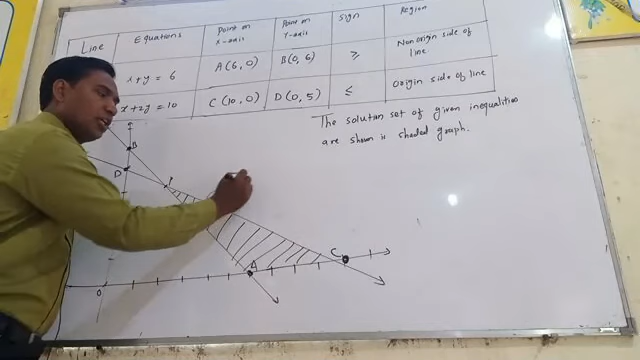 Line Equations Point on X-axis Point on Y-axis Sign Region
x+y = 6 A(6,0) B(0,6) ≥ Non origin side of line
x+2y = 10 C(10,0) D(0,5) ≤ Origin side of line
The solution set of given inequalities
are shown is shaded graph.
B
D
P
C
A
O